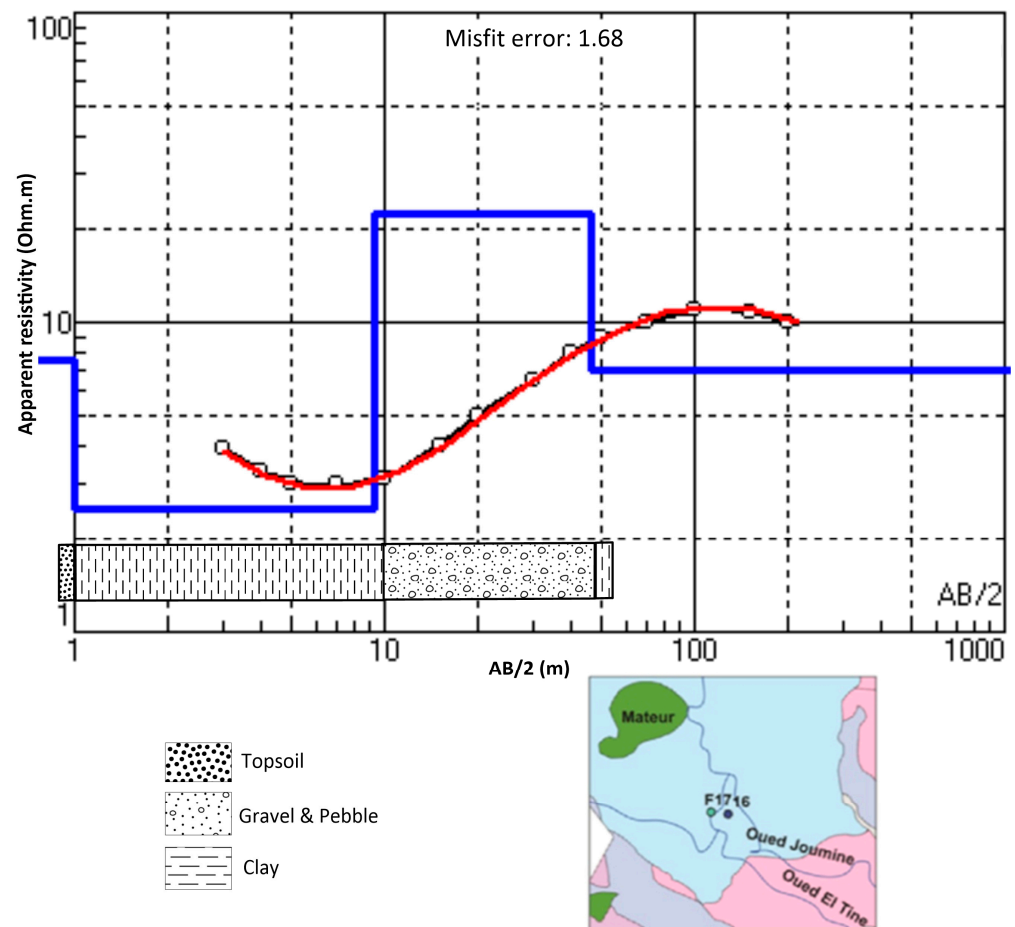 100
Misfit error: 1.68
Apparent resistivity (Ohm.m)
10
AB/2
1
1 10 100 1000
AB/2 (m)
Mateur
F1716
Oued Joumine
Oued El Tine
Topsoil
Gravel & Pebble
Clay